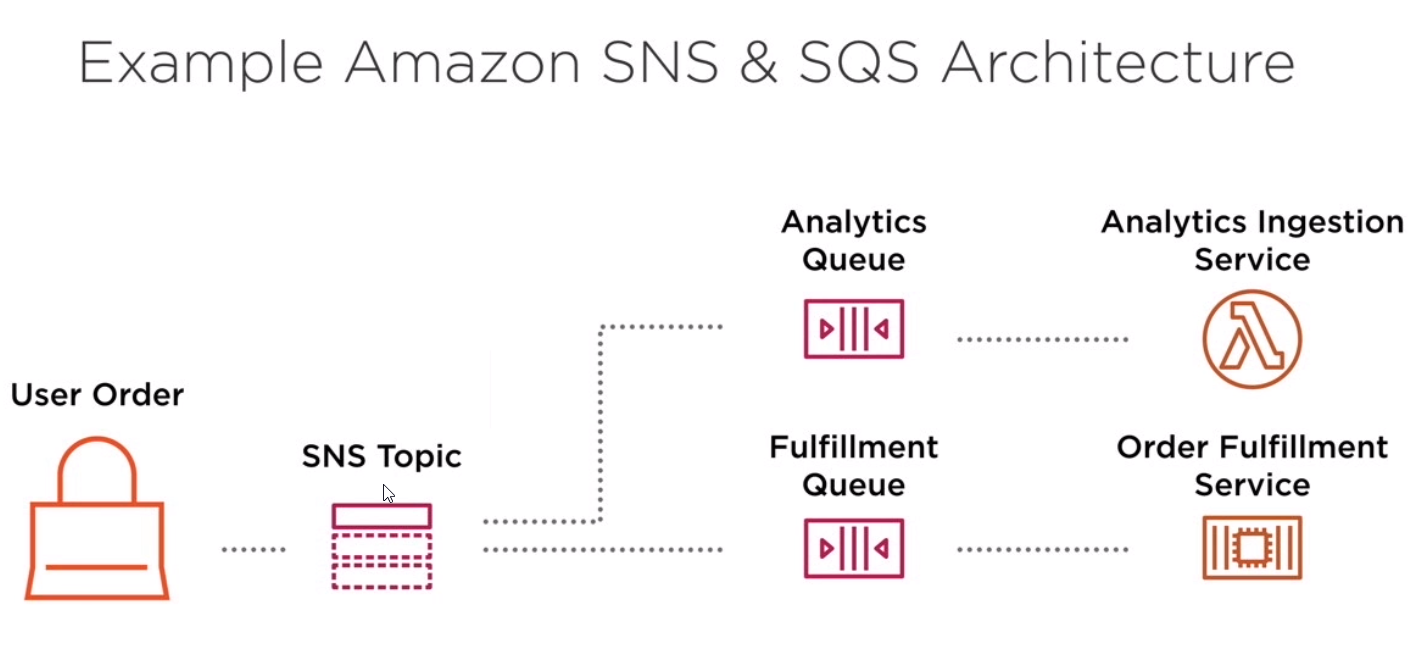 Example Amazon SNS & SQS Architecture
Analytics
Queue
Analytics Ingestion
Service
User Order
SNS Topic
Fulfillment
Queue
Order Fulfillment
Service